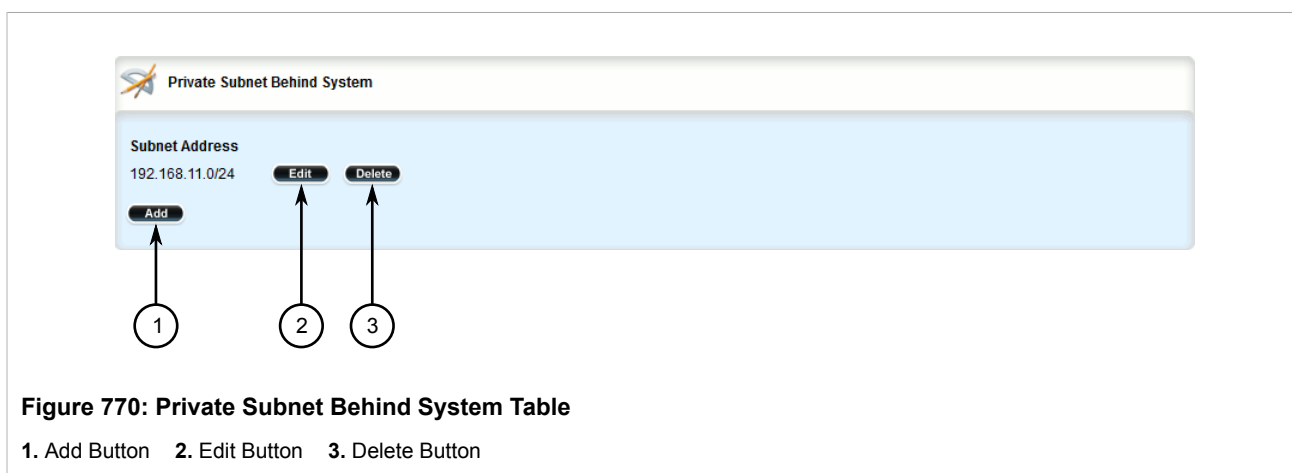 Private Subnet Behind System
Subnet Address
192.168.11.0/24 Edit Delete
Add
1 2 3
Figure 770: Private Subnet Behind System Table
1. Add Button 2. Edit Button 3. Delete Button